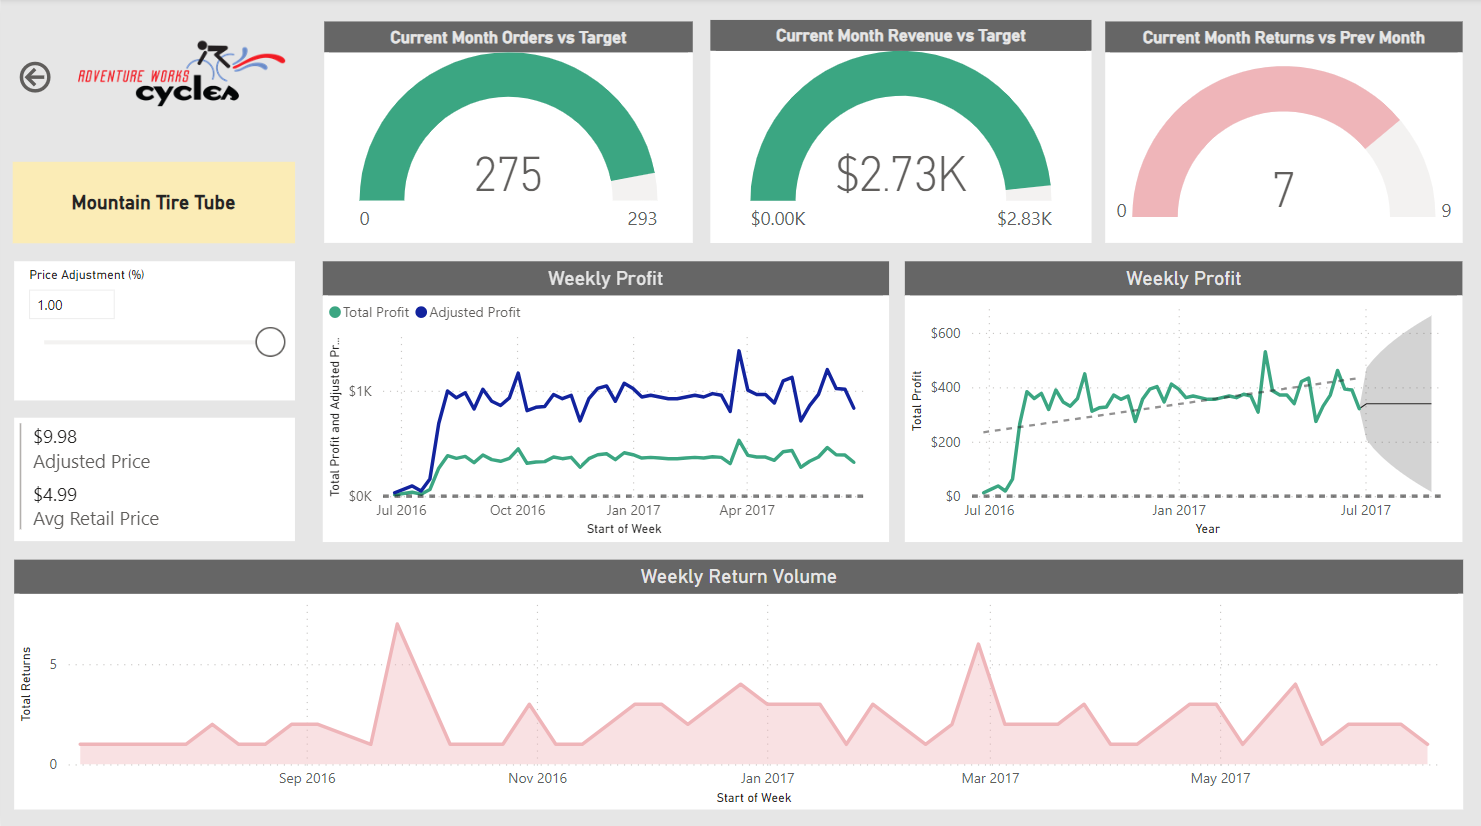 ADVENTURE WORKS
cycles
Current Month Orders vs Target
275
0
293
Current Month Revenue vs Target
$2.73K
$0.00K
$2.83K
Current Month Returns vs Prev Month
7
0
9
Mountain Tire Tube
Price Adjustment (%)
1.00
$9.98
Adjusted Price
$4.99
Avg Retail Price
Weekly Profit
Total Profit
Adjusted Profit
Total Profit and Adjusted Pr...
$1K
$0K
Jul 2016
Oct 2016
Jan 2017
Apr 2017
Start of Week
Weekly Profit
Total Profit
$600
$400
$200
$0
Jul 2016
Jan 2017
Jul 2017
Year
Weekly Return Volume
Total Returns
5
0
Sep 2016
Nov 2016
Jan 2017
Mar 2017
May 2017
Start of Week